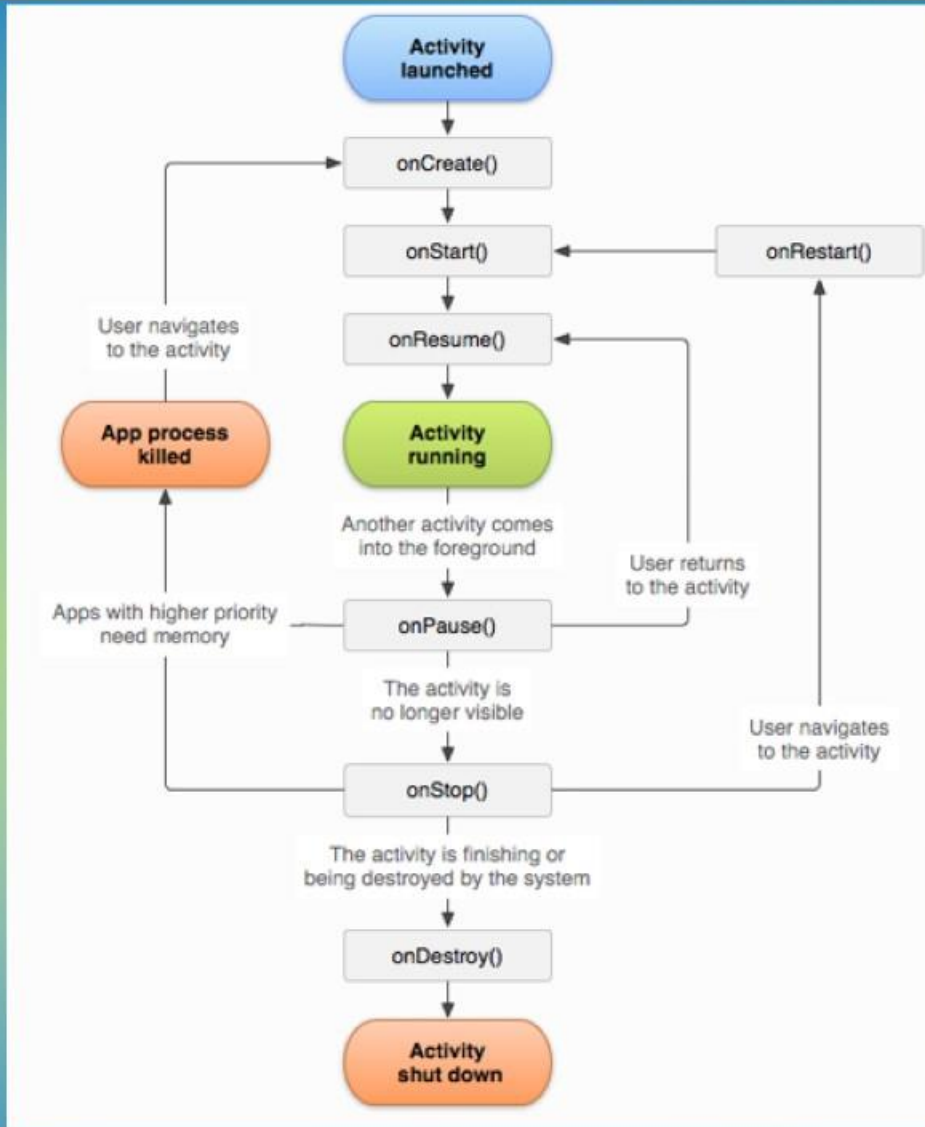 Activity
launched
onCreate()
onStart()
onRestart()
onResume()
User navigates
to the activity
App process
killed
Activity
running
Another activity comes
into the foreground
User returns
to the activity
Apps with higher priority
need memory
onPause()
The activity is
no longer visible
User navigates
to the activity
onStop()
The activity is finishing or
being destroyed by the system
onDestroy()
Activity
shut down